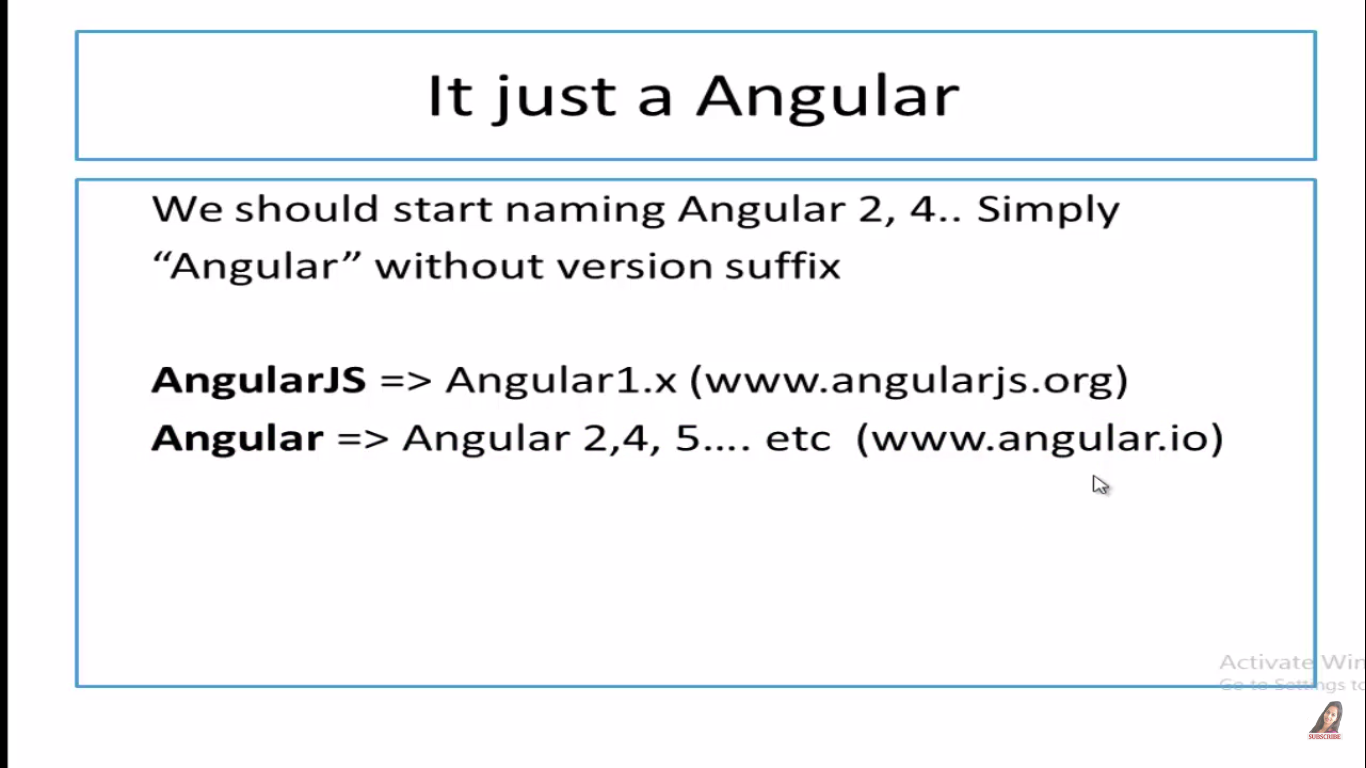 It just a Angular
We should start naming Angular 2, 4.. Simply
“Angular” without version suffix
AngularJS => Angular1.x (www.angularjs.org)
Angular => Angular 2,4, 5.... etc (www.angular.io)
Activate Win
Go to Settings to
SUBSCRIBE